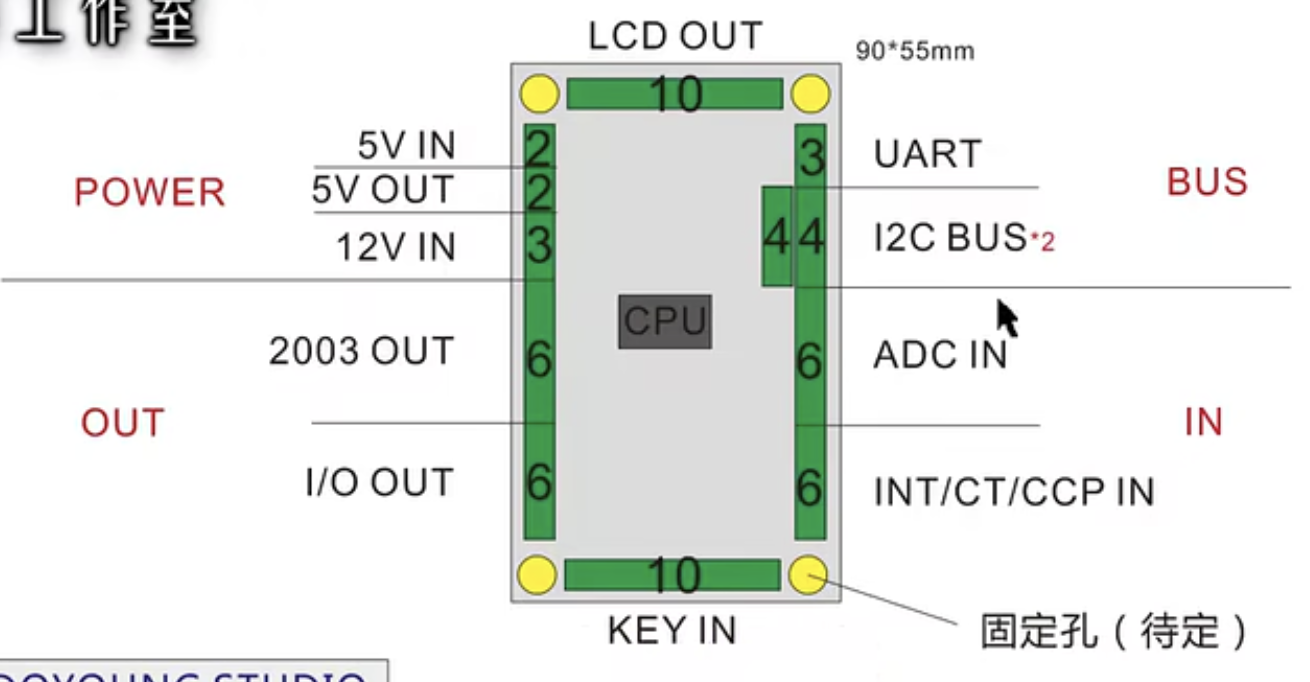 工作室
LCD OUT
90*55mm
10
5V IN
2
3
UART
POWER
5V OUT
2
BUS
12V IN
3
4
4
I2C BUS*2
CPU
2003 OUT
6
6
ADC IN
OUT
IN
I/O OUT
6
6
INT/CT/CCP IN
10
KEY IN
固定孔(待定)
STUDIO